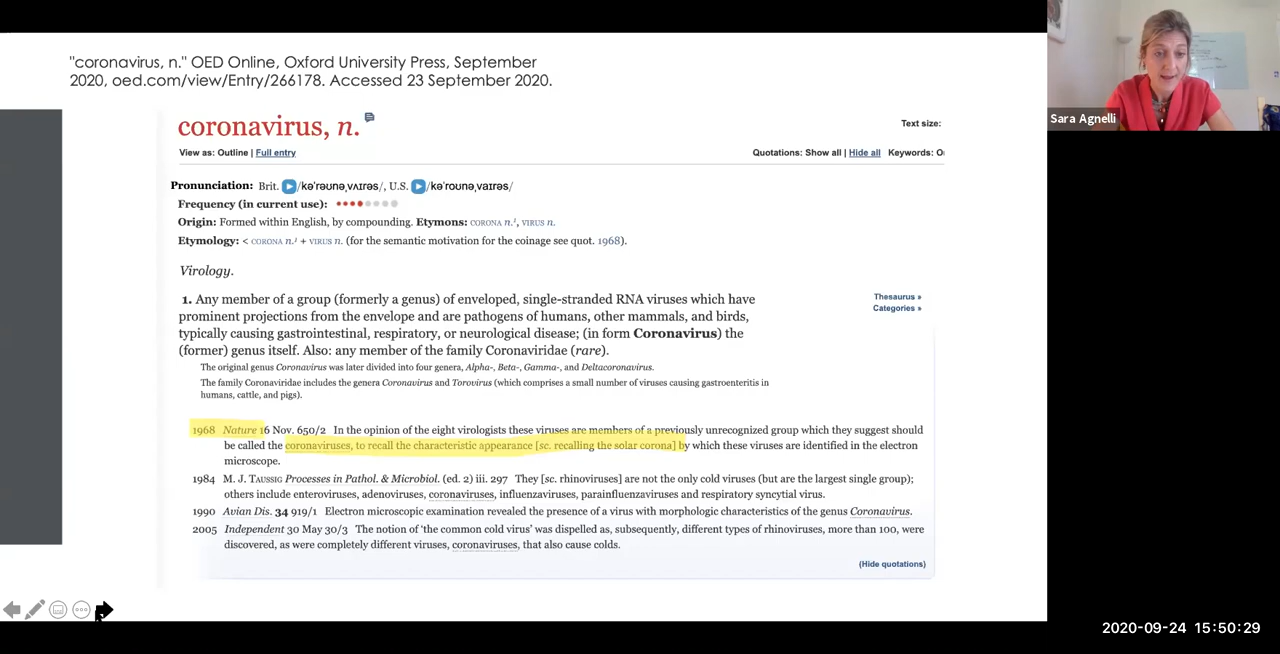 "coronavirus, n." OED Online, Oxford University Press, September
2020, oed.com/view/Entry/266178. Accessed 23 September 2020.
coronavirus, n.
Text size:
View as: Outline | Full entry
Quotations: Show all | Hide all Keywords: O
Pronunciation: Brit. /kəˈrəʊnəˌvʌɪrəs/, U.S. /kəˈroʊnəˌvaɪrəs/
Frequency (in current use):
Origin: Formed within English, by compounding. Etymons: CORONA n.¹, VIRUS n.
Etymology: < CORONA n.¹ + VIRUS n. (for the semantic motivation for the coinage see quot. 1968).
Virology.
1. Any member of a group (formerly a genus) of enveloped, single-stranded RNA viruses which have
prominent projections from the envelope and are pathogens of humans, other mammals, and birds,
typically causing gastrointestinal, respiratory, or neurological disease; (in form Coronavirus) the
(former) genus itself. Also: any member of the family Coronaviridae (rare).
Thesaurus »
Categories »
The original genus Coronavirus was later divided into four genera, Alpha-, Beta-, Gamma-, and Deltacoronavirus.
The family Coronaviridae includes the genera Coronavirus and Torovirus (which comprises a small number of viruses causing gastroenteritis in
humans, cattle, and pigs).
1968 Nature 16 Nov. 650/2 In the opinion of the eight virologists these viruses are members of a previously unrecognized group which they suggest should
be called the coronaviruses, to recall the characteristic appearance [sc. recalling the solar corona] by which these viruses are identified in the electron
microscope.
1984 M. J. TAUSSIG Processes in Pathol. & Microbiol. (ed. 2) iii. 297 They [sc. rhinoviruses] are not the only cold viruses (but are the largest single group);
others include enteroviruses, adenoviruses, coronaviruses, influenzaviruses, parainfluenzaviruses and respiratory syncytial virus.
1990 Avian Dis. 34 919/1 Electron microscopic examination revealed the presence of a virus with morphologic characteristics of the genus Coronavirus.
2005 Independent 30 May 30/3 The notion of 'the common cold virus' was dispelled as, subsequently, different types of rhinoviruses, more than 100, were
discovered, as were completely different viruses, coronaviruses, that also cause colds.
(Hide quotations)
Sara Agnelli
2020-09-24 15:50:29